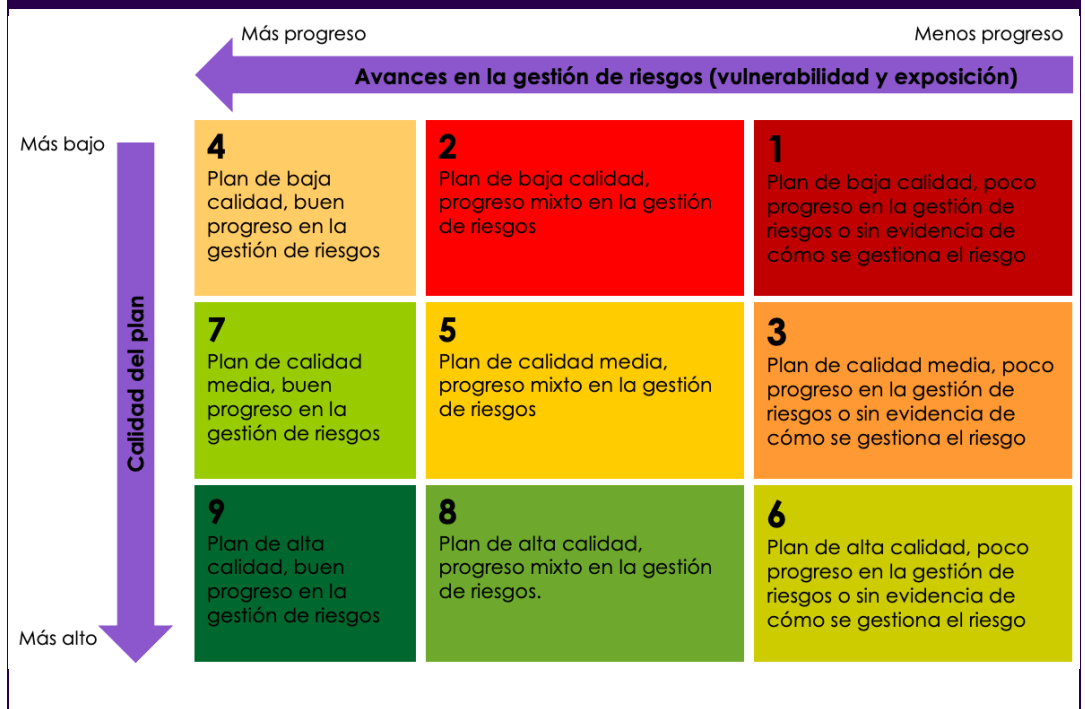 Más progreso
Menos progreso
Avances en la gestión de riesgos (vulnerabilidad y exposición)
Más bajo
Calidad del plan
Más alto
4
Plan de baja
calidad, buen
progreso en la
gestión de riesgos
2
Plan de baja calidad,
progreso mixto en la gestión
de riesgos
1
Plan de baja calidad, poco
progreso en la gestión de
riesgos o sin evidencia de
cómo se gestiona el riesgo
7
Plan de calidad
media, buen
progreso en la
gestión de riesgos
5
Plan de calidad media,
progreso mixto en la gestión
de riesgos
3
Plan de calidad media, poco
progreso en la gestión de
riesgos o sin evidencia de
cómo se gestiona el riesgo
9
Plan de alta
calidad, buen
progreso en la
gestión de riesgos
8
Plan de alta calidad,
progreso mixto en la gestión
de riesgos.
6
Plan de alta calidad, poco
progreso en la gestión de
riesgos o sin evidencia de
cómo se gestiona el riesgo